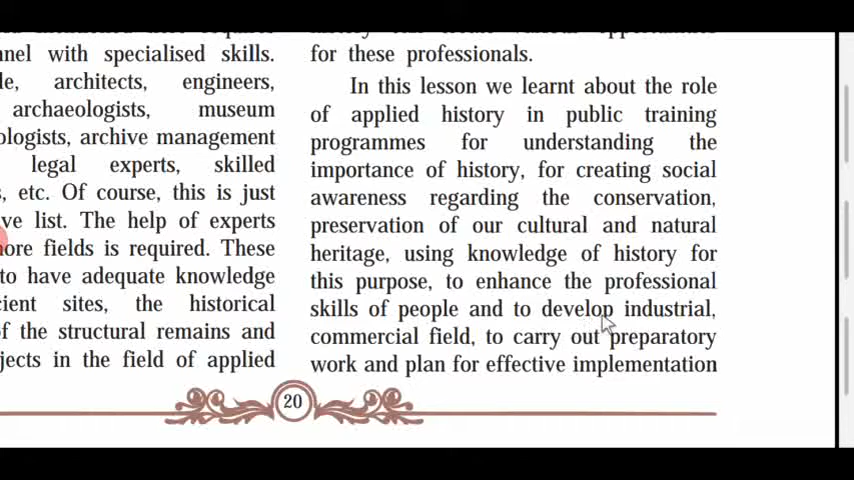 nnel with specialised skills.
le, architects, engineers,
archaeologists, museum
ologists, archive management
legal experts, skilled
s, etc. Of course, this is just
ve list. The help of experts
ore fields is required. These
to have adequate knowledge
cient sites, the historical
f the structural remains and
jects in the field of applied
for these professionals.
In this lesson we learnt about the role
of applied history in public training
programmes for understanding the
importance of history, for creating social
awareness regarding the conservation,
preservation of our cultural and natural
heritage, using knowledge of history for
this purpose, to enhance the professional
skills of people and to develop industrial,
commercial field, to carry out preparatory
work and plan for effective implementation
20